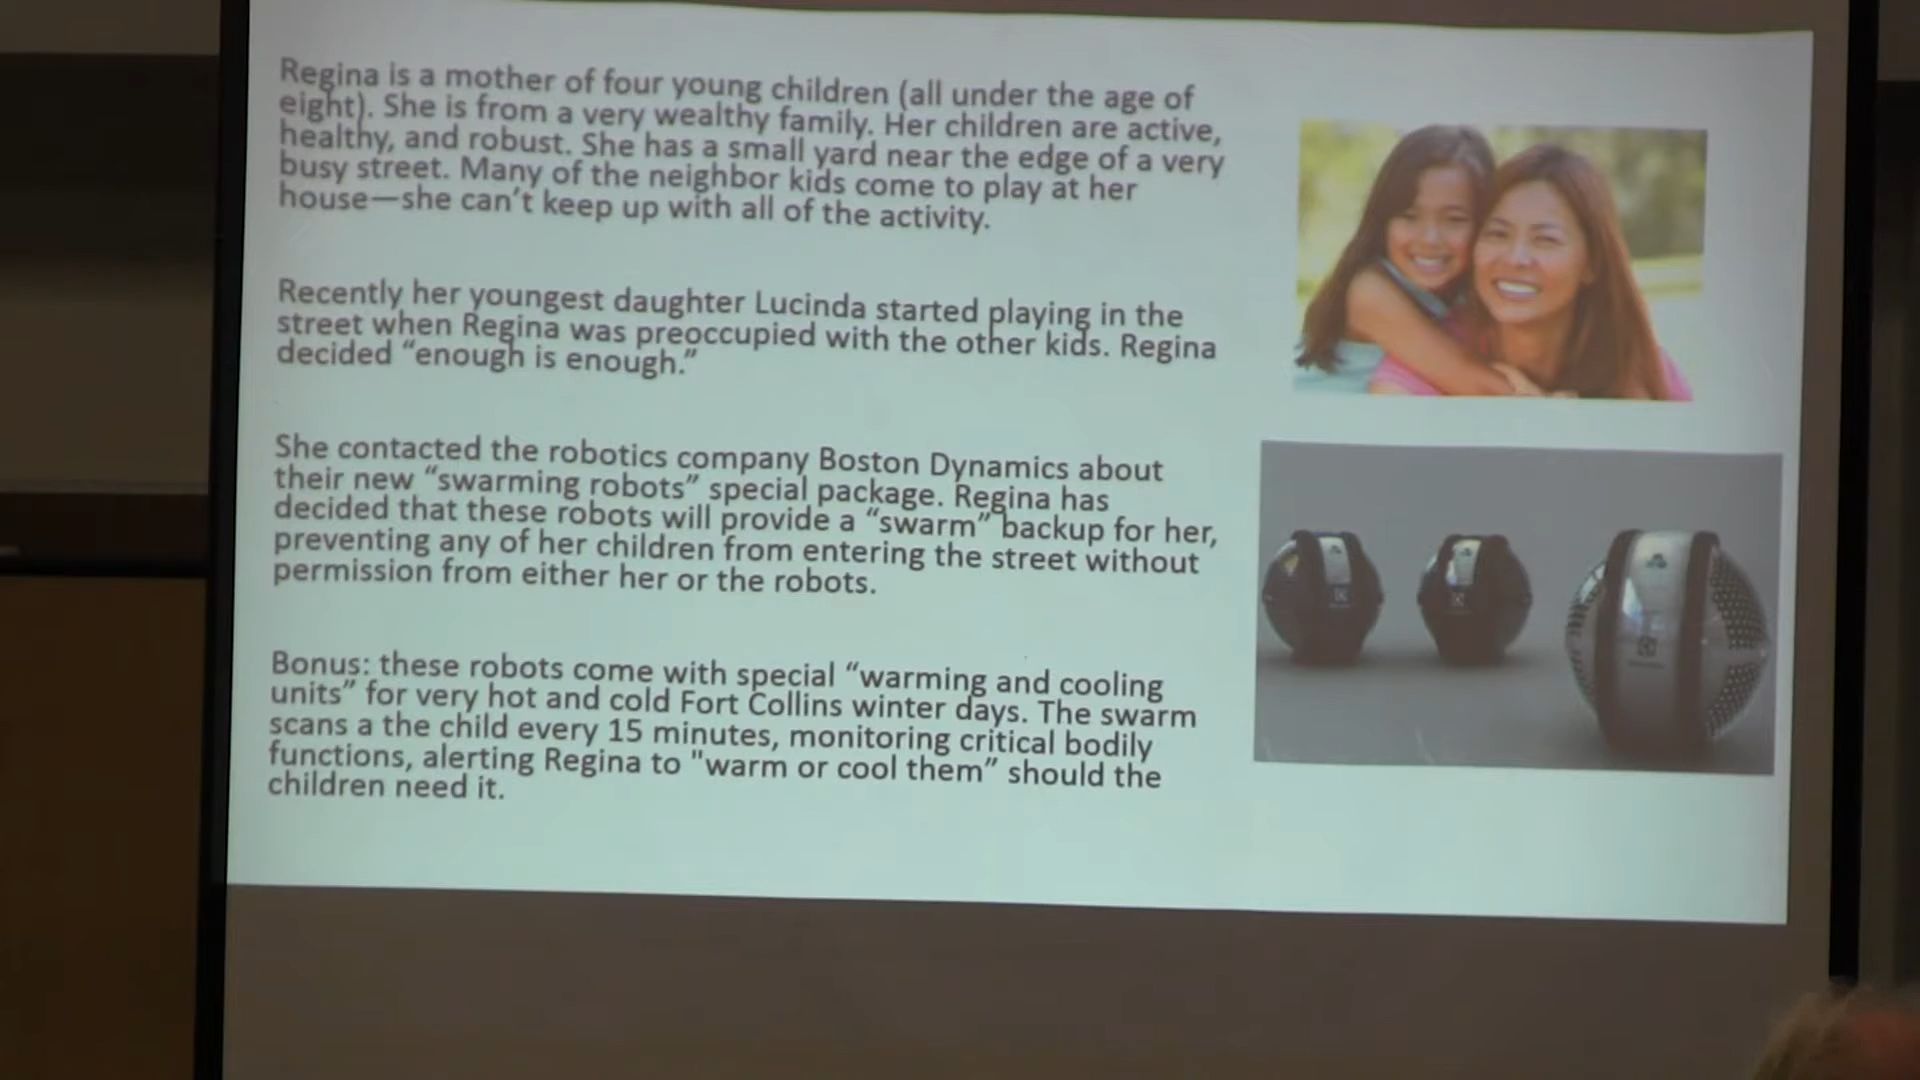 Regina is a mother of four young children (all under the age of
eight). She is from a very wealthy family. Her children are active,
healthy, and robust. She has a small yard near the edge of a very
busy street. Many of the neighbor kids come to play at her
house—she can't keep up with all of the activity.
Recently her youngest daughter Lucinda started playing in the
street when Regina was preoccupied with the other kids. Regina
decided “enough is enough.”
She contacted the robotics company Boston Dynamics about
their new “swarming robots” special package. Regina has
decided that these robots will provide a “swarm” backup for her,
preventing any of her children from entering the street without
permission from either her or the robots.
Bonus: these robots come with special “warming and cooling
units” for very hot and cold Fort Collins winter days. The swarm
scans a the child every 15 minutes, monitoring critical bodily
functions, alerting Regina to "warm or cool them” should the
children need it.